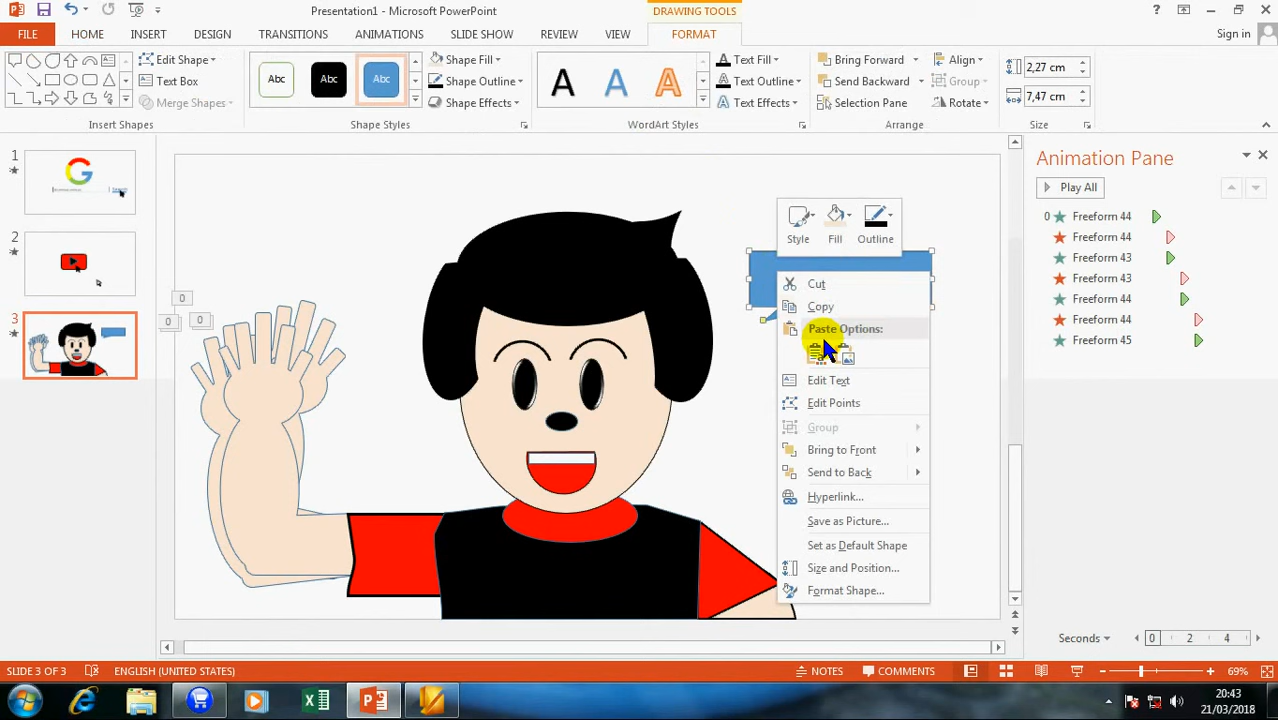 Presentation1 - Microsoft PowerPoint
DRAWING TOOLS
?
FILE
HOME
INSERT
DESIGN
TRANSITIONS
ANIMATIONS
SLIDE SHOW
REVIEW
VIEW
FORMAT
Sign in
Edit Shape
Text Box
Merge Shapes
Insert Shapes
Abc
Abc
Abc
Shape Fill
Shape Outline
Shape Effects
Shape Styles
A
A
A
Text Fill
Text Outline
Text Effects
WordArt Styles
Bring Forward
Send Backward
Selection Pane
Align
Group
Rotate
Arrange
2,27 cm
7,47 cm
Size
1
2
3
0
0
0
Style
Fill
Outline
Cut
Copy
Paste Options:
Edit Text
Edit Points
Group
Bring to Front
Send to Back
Hyperlink...
Save as Picture...
Set as Default Shape
Size and Position...
Format Shape...
Animation Pane
Play All
0 Freeform 44
Freeform 44
Freeform 43
Freeform 43
Freeform 44
Freeform 44
Freeform 45
Seconds
0 2 4
SLIDE 3 OF 3
ENGLISH (UNITED STATES)
NOTES
COMMENTS
69%
20:43
21/03/2018